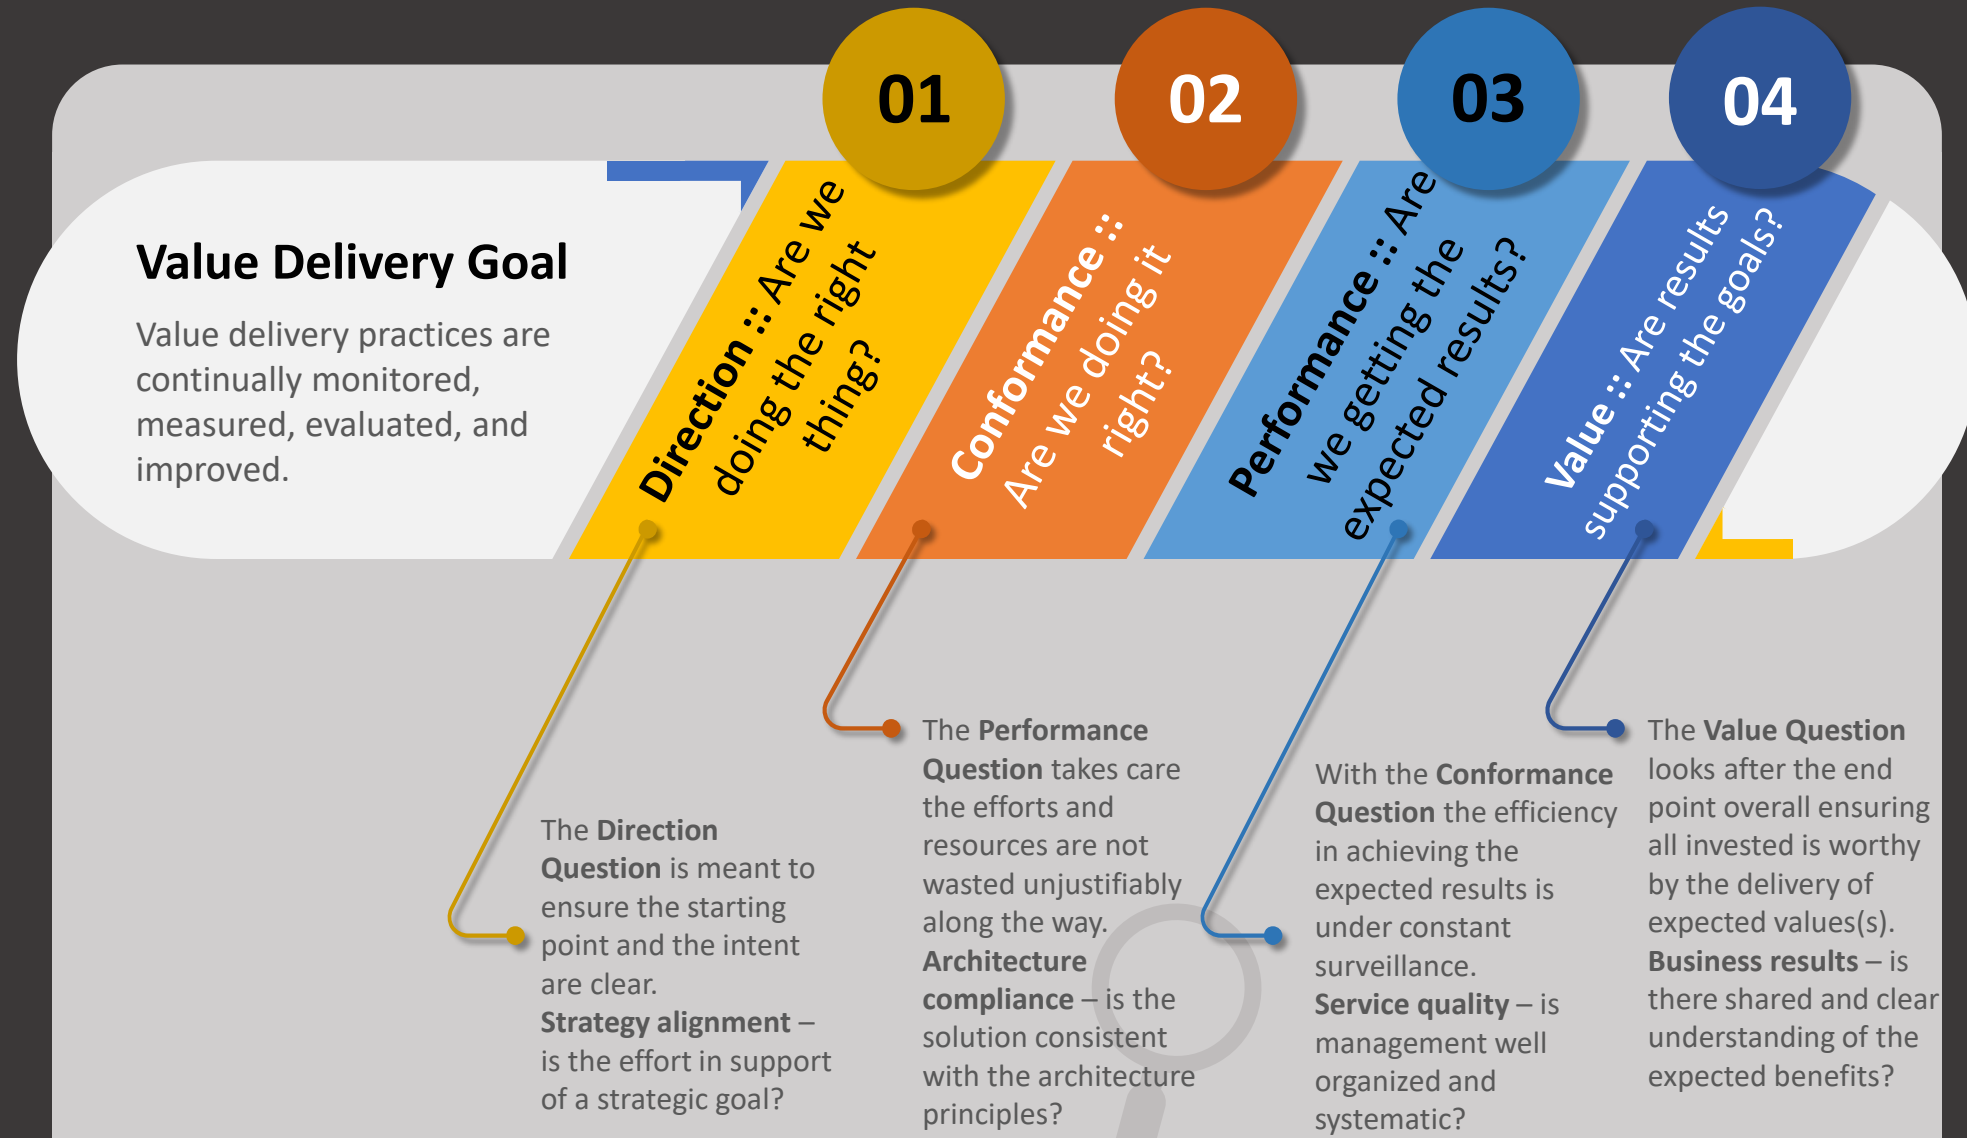 01
02
03
04
Value Delivery Goal
Value delivery practices are
continually monitored,
measured, evaluated, and
improved.
Direction :: Are we
doing the right
thing?
Conformance ::
Are we doing it
right?
Performance :: Are
we getting the
expected results?
Value :: Are results
supporting the goals?
The Direction
Question is meant to
ensure the starting
point and the intent
are clear.
Strategy alignment –
is the effort in support
of a strategic goal?
The Performance
Question takes care
the efforts and
resources are not
wasted unjustifiably
along the way.
Architecture
compliance – is the
solution consistent
with the architecture
principles?
With the Conformance
Question the efficiency
in achieving the
expected results is
under constant
surveillance.
Service quality – is
management well
organized and
systematic?
The Value Question
looks after the end
point overall ensuring
all invested is worthy
by the delivery of
expected values(s).
Business results – is
there shared and clear
understanding of the
expected benefits?